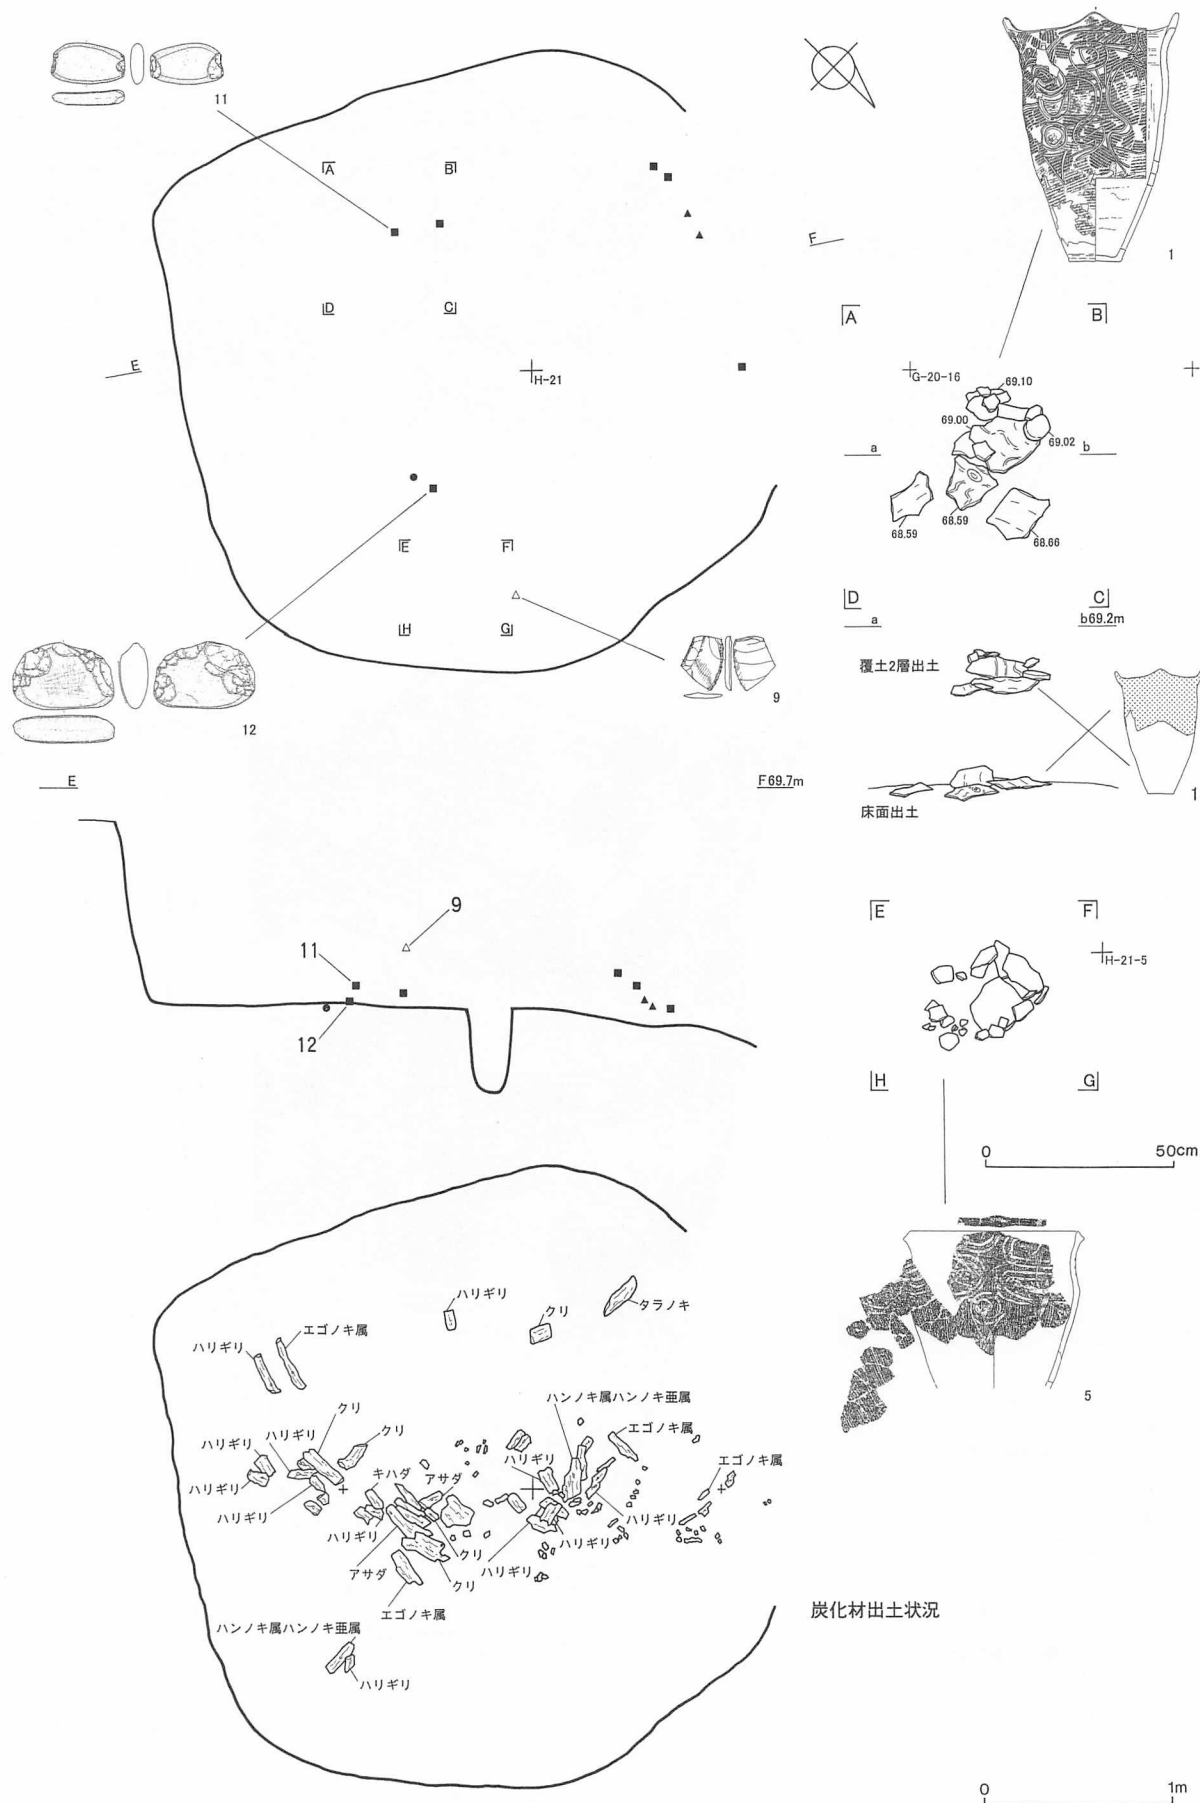 11
1
A
B
F
A
B
D
C
G-20-16
69.10
69.00
69.02
E
H-21
a
b
68.59
68.59
68.66
E
F
D
C
a
b69.2m
H
G
覆土2層出土
9
12
E
F69.7m
1
床面出土
9
E
F
11
H-21-5
12
H
G
0
50cm
ハリギリ
タラノキ
クリ
エゴノキ属
ハリギリ
5
ハンノキ属ハンノキ亜属
クリ
エゴノキ属
ハリギリ
ハリギリ
クリ
ハリギリ
エゴノキ属
キハダ
アサダ
ハリギリ
ハリギリ
ハリギリ
ハリギリ
ハリギリ
クリ
ハリギリ
アサダ
クリ
エゴノキ属
炭化材出土状況
ハンノキ属ハンノキ亜属
ハリギリ
0
1m